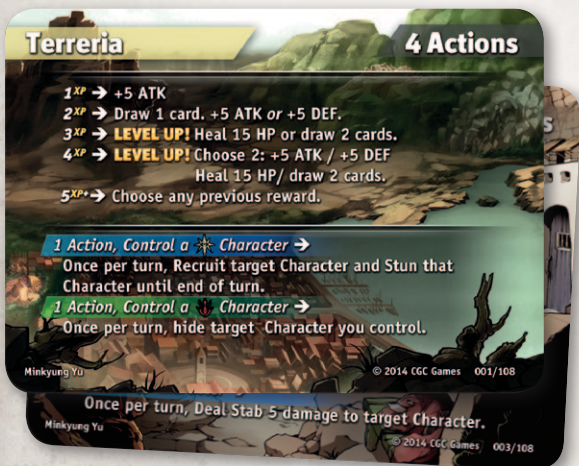 Terreria
4 Actions
1XP → +5 ATK
2XP → Draw 1 card. +5 ATK or +5 DEF.
3XP → LEVEL UP! Heal 15 HP or draw 2 cards.
4XP → LEVEL UP! Choose 2: +5 ATK / +5 DEF
Heal 15 HP/ draw 2 cards.
5XP+→ Choose any previous reward.
1 Action, Control a Character →
Once per turn, Recruit target Character and Stun that
Character until end of turn.
1 Action, Control a Character →
Once per turn, hide target Character you control.
Minkyung Yu
© 2014 CGC Games 001/108
s
Once per turn, Deal Stab 5 damage to target Character.
Minkyung Yu
© 2014 CGC Games 003/108